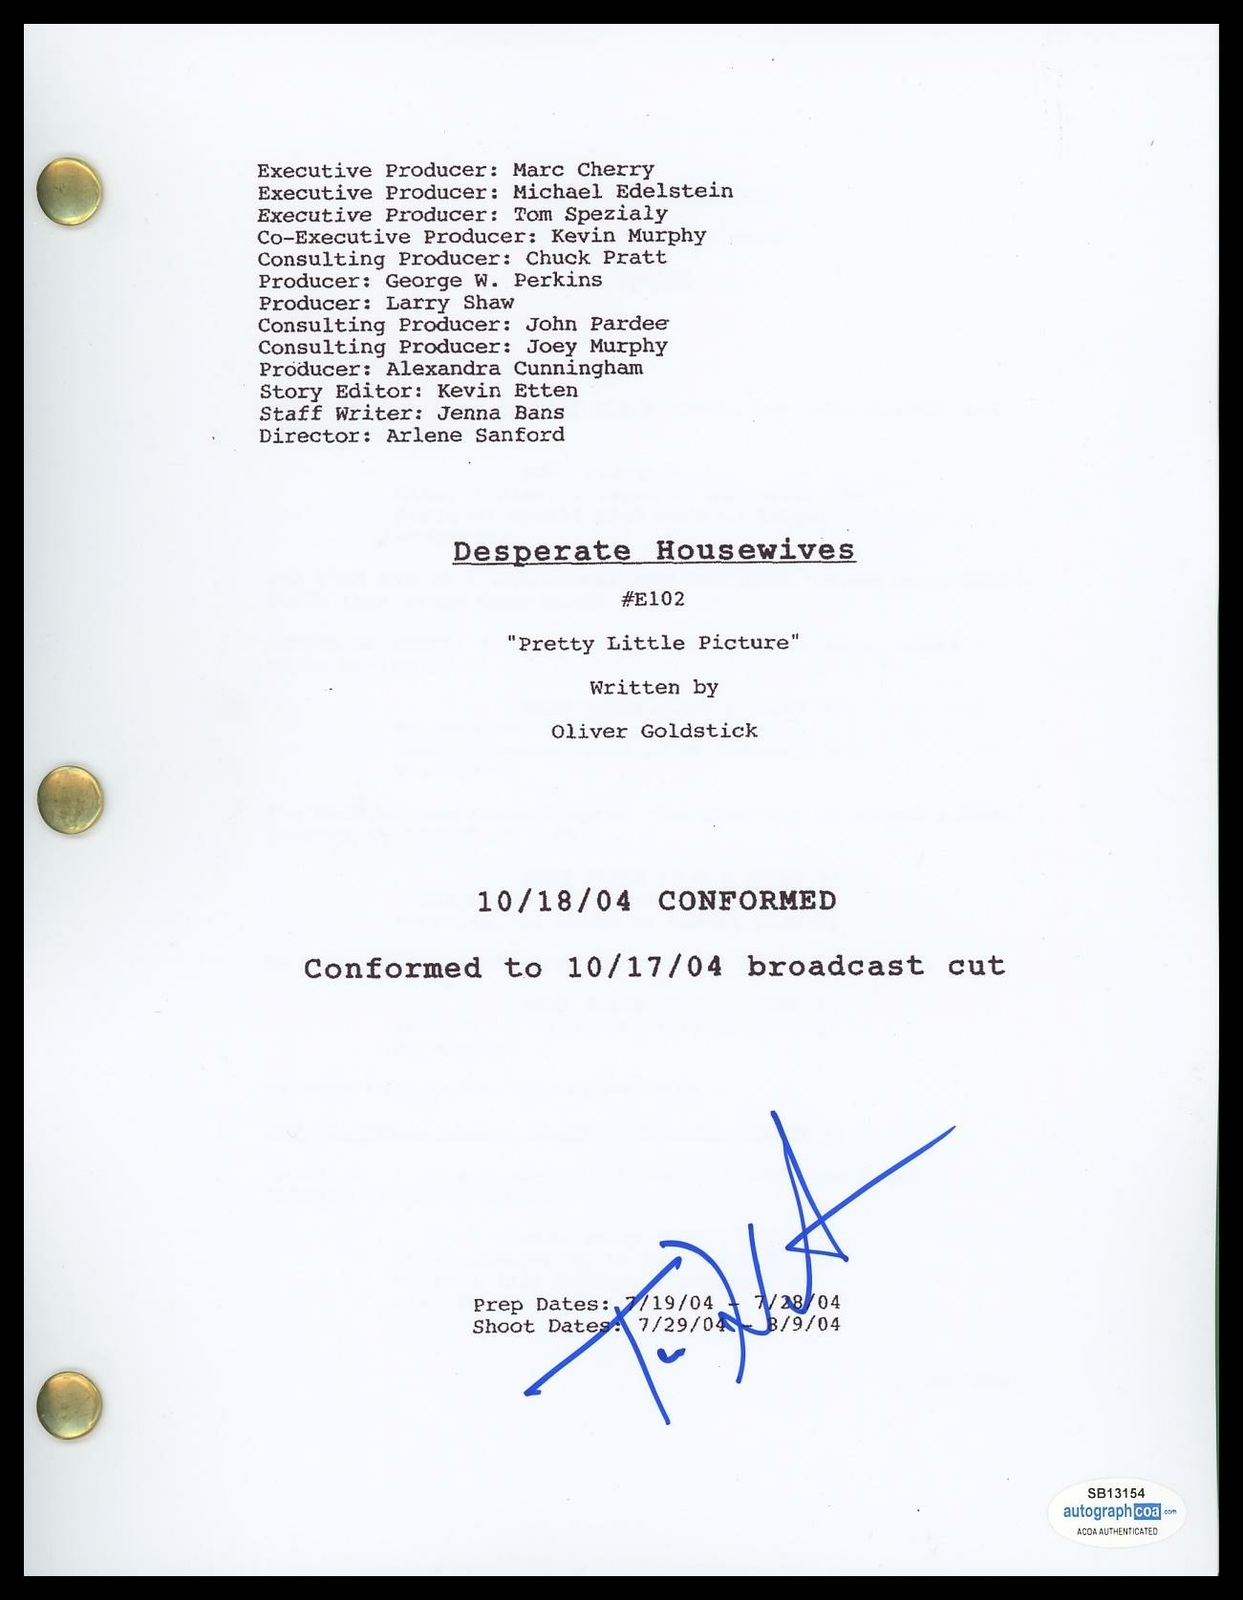 Executive Producer: Marc Cherry
Executive Producer: Michael Edelstein
Executive Producer: Tom Spezialy
Co-Executive Producer: Kevin Murphy
Consulting Producer: Chuck Pratt
Producer: George W. Perkins
Producer: Larry Shaw
Consulting Producer: John Pardee
Consulting Producer: Joey Murphy
Producer: Alexandra Cunningham
Story Editor: Kevin Etten
Staff Writer: Jenna Bans
Director: Arlene Sanford
Desperate Housewives
#E102
"Pretty Little Picture"
Written by
Oliver Goldstick
10/18/04 CONFORMED
Conformed to 10/17/04 broadcast cut
Prep Dates: 7/19/04 - 7/28/04
Shoot Dates: 7/29/04 - 8/9/04
SB13154
autographcoa.com
ACOA AUTHENTICATED